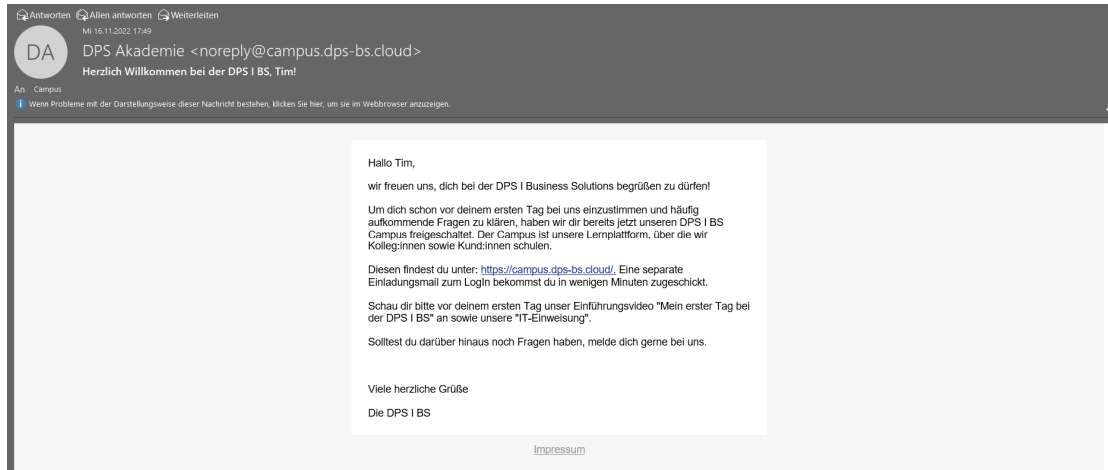 Antworten Allen antworten Weiterleiten
Mi 16.11.2022 17:49
DA
DPS Akademie <noreply@campus.dps-bs.cloud>
Herzlich Willkommen bei der DPS I BS, Tim!
An Campus
Wenn Probleme mit der Darstellungsweise dieser Nachricht bestehen, klicken Sie hier, um sie im Webbrowser anzuzeigen.
Hallo Tim,
wir freuen uns, dich bei der DPS I Business Solutions begrüßen zu dürfen!
Um dich schon vor deinem ersten Tag bei uns einzustimmen und häufig
aufkommende Fragen zu klären, haben wir dir bereits jetzt unseren DPS I BS
Campus freigeschaltet. Der Campus ist unsere Lernplattform, über die wir
Kolleg:innen sowie Kund:innen schulen.
Diesen findest du unter: https://campus.dps-bs.cloud/. Eine separate
Einladungsmail zum LogIn bekommst du in wenigen Minuten zugeschickt.
Schau dir bitte vor deinem ersten Tag unser Einführungsvideo "Mein erster Tag bei
der DPS I BS" an sowie unsere "IT-Einweisung".
Solltest du darüber hinaus noch Fragen haben, melde dich gerne bei uns.
Viele herzliche Grüße
Die DPS I BS
Impressum